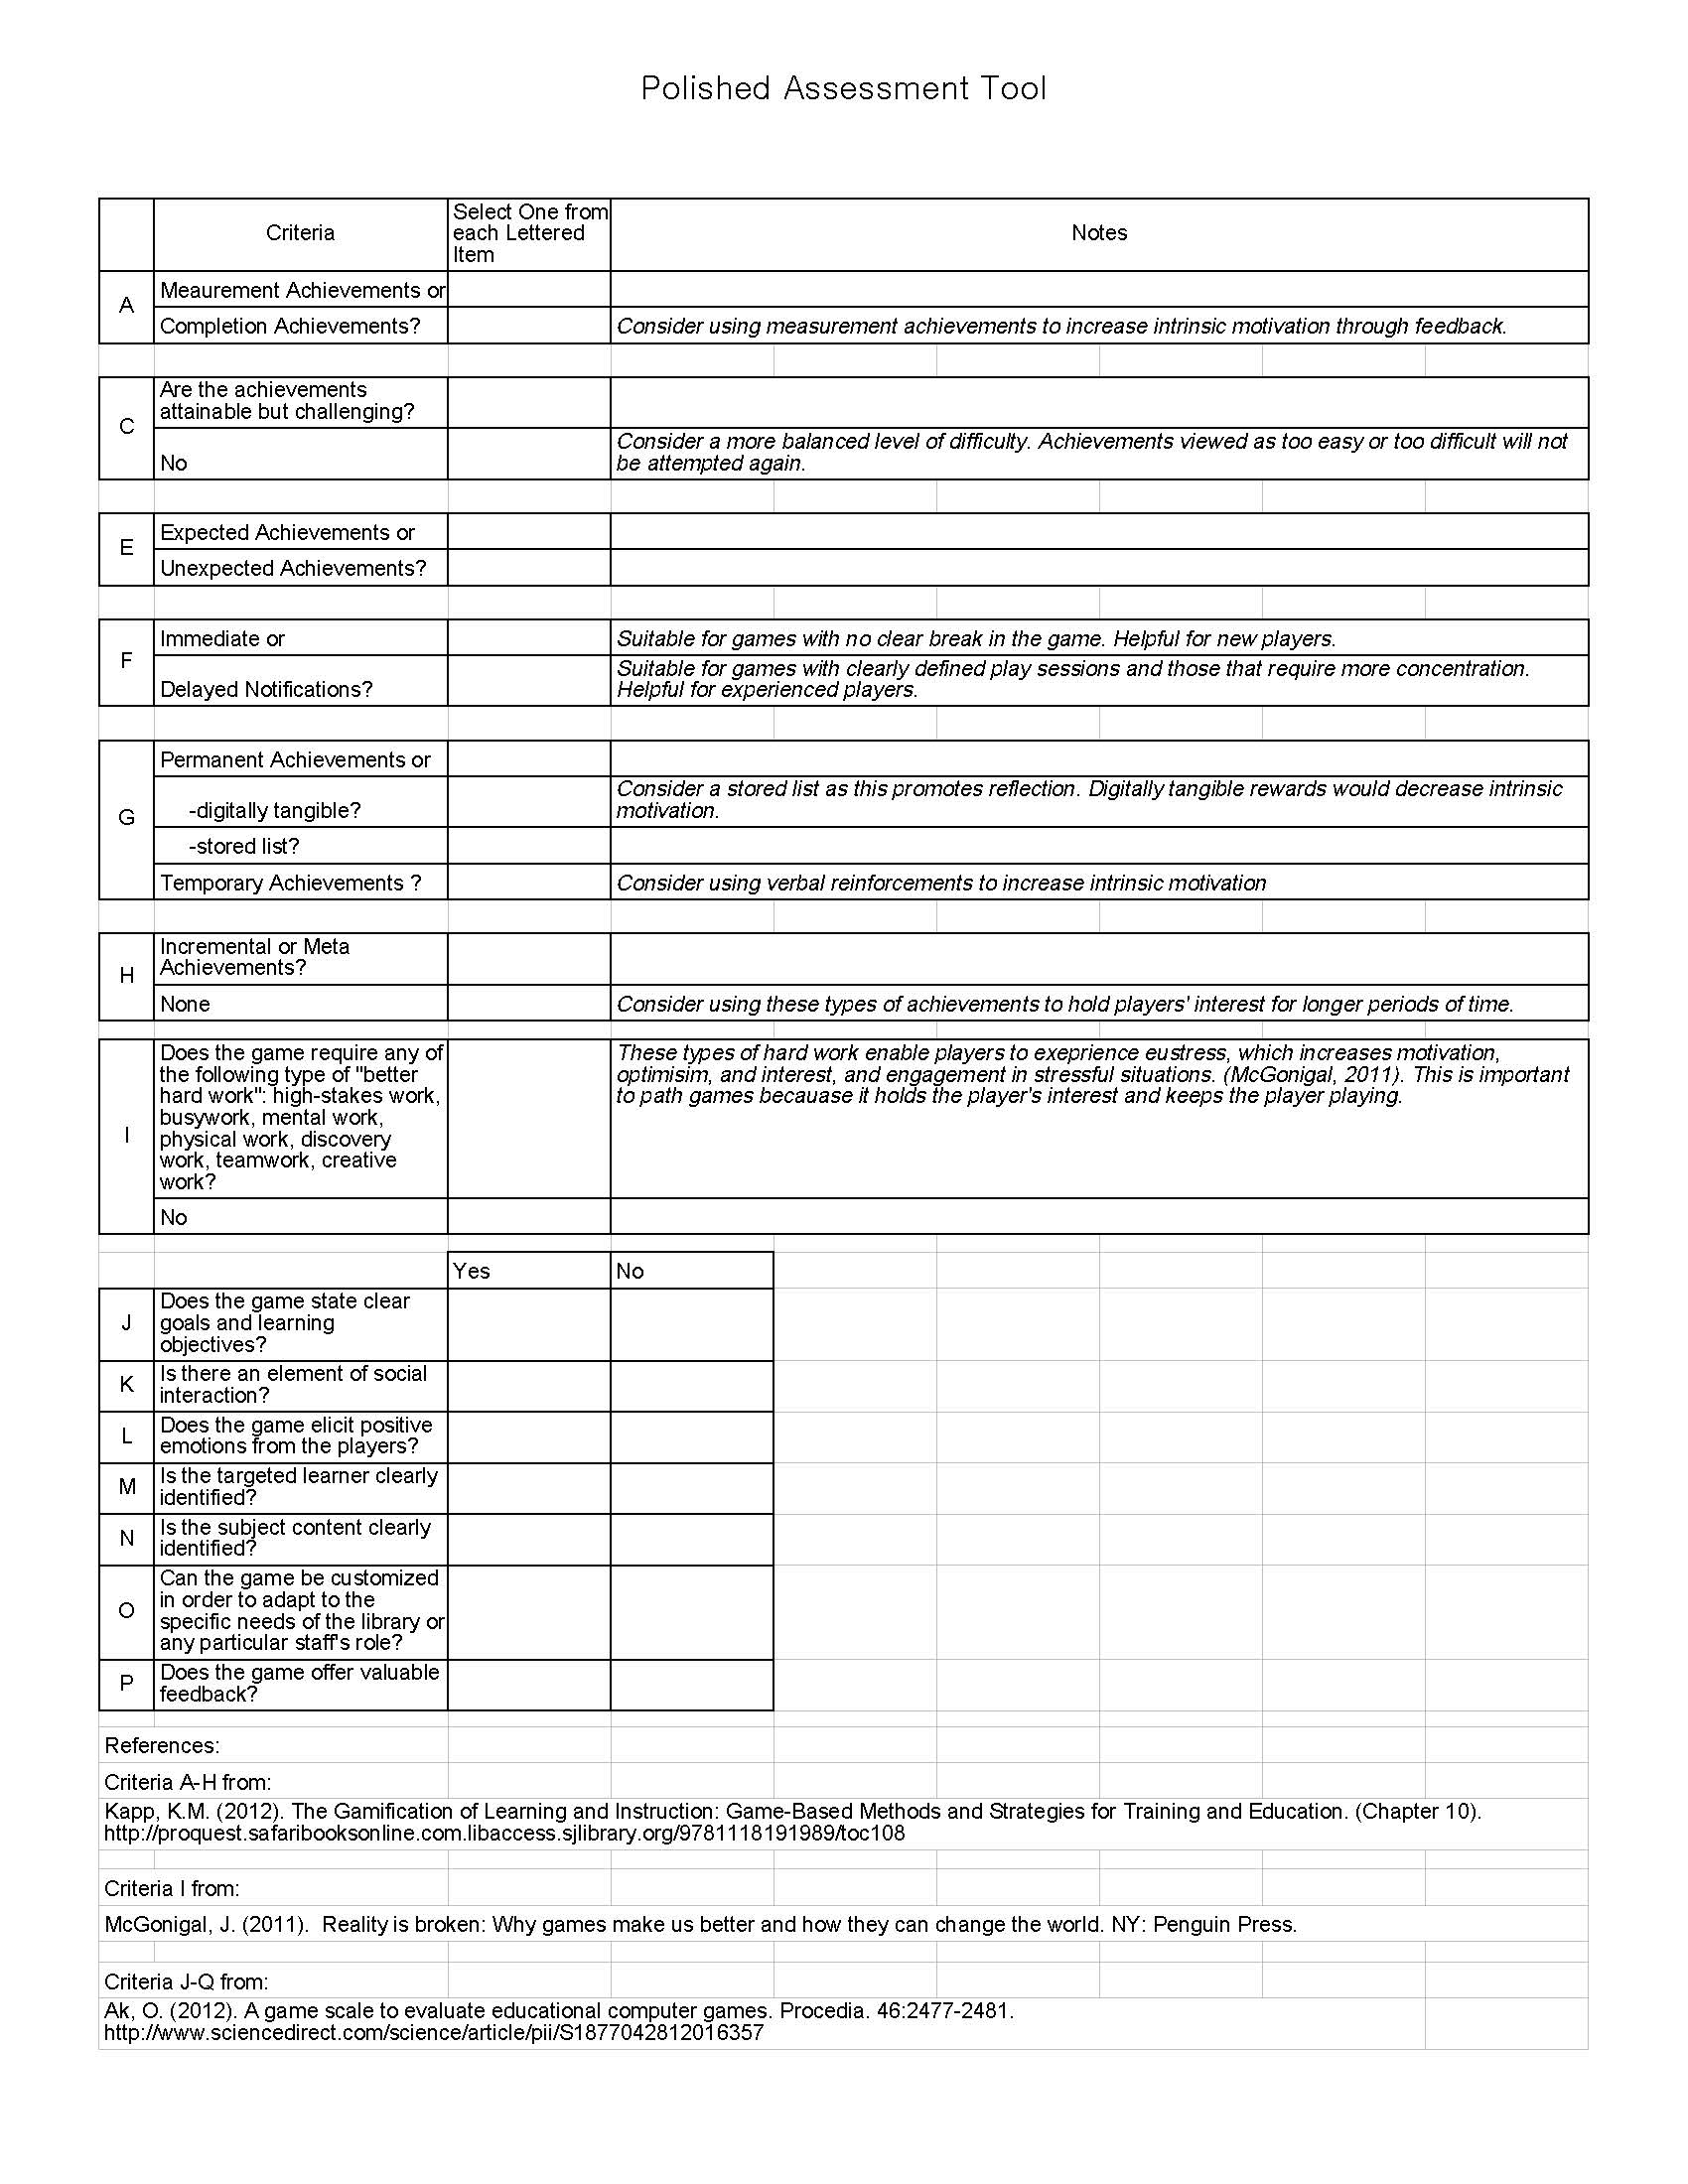 Polished Assessment Tool
Criteria
Select One from
each Lettered
Item
Notes
A
Meaurement Achievements or
Completion Achievements?
Consider using measurement achievements to increase intrinsic motivation through feedback.
C
Are the achievements
attainable but challenging?
No
Consider a more balanced level of difficulty. Achievements viewed as too easy or too difficult will not
be attempted again.
E
Expected Achievements or
Unexpected Achievements?
F
Immediate or
Suitable for games with no clear break in the game. Helpful for new players.
Delayed Notifications?
Suitable for games with clearly defined play sessions and those that require more concentration.
Helpful for experienced players.
G
Permanent Achievements or
-digitally tangible?
Consider a stored list as this promotes reflection. Digitally tangible rewards would decrease intrinsic
motivation.
-stored list?
Temporary Achievements ?
Consider using verbal reinforcements to increase intrinsic motivation
H
Incremental or Meta
Achievements?
None
Consider using these types of achievements to hold players' interest for longer periods of time.
I
Does the game require any of
the following type of "better
hard work": high-stakes work,
busywork, mental work,
physical work, discovery
work, teamwork, creative
work?
These types of hard work enable players to exeprience eustress, which increases motivation,
optimisim, and interest, and engagement in stressful situations. (McGonigal, 2011). This is important
to path games becauase it holds the player's interest and keeps the player playing.
No
Yes
No
J
Does the game state clear
goals and learning
objectives?
K
Is there an element of social
interaction?
L
Does the game elicit positive
emotions from the players?
M
Is the targeted learner clearly
identified?
N
Is the subject content clearly
identified?
O
Can the game be customized
in order to adapt to the
specific needs of the library or
any particular staff's role?
P
Does the game offer valuable
feedback?
References:
Criteria A-H from:
Kapp, K.M. (2012). The Gamification of Learning and Instruction: Game-Based Methods and Strategies for Training and Education. (Chapter 10).
http://proquest.safaribooksonline.com.libaccess.sjlibrary.org/9781118191989/toc108
Criteria I from:
McGonigal, J. (2011).  Reality is broken: Why games make us better and how they can change the world. NY: Penguin Press.
Criteria J-Q from:
Ak, O. (2012). A game scale to evaluate educational computer games. Procedia. 46:2477-2481.
http://www.sciencedirect.com/science/article/pii/S1877042812016357